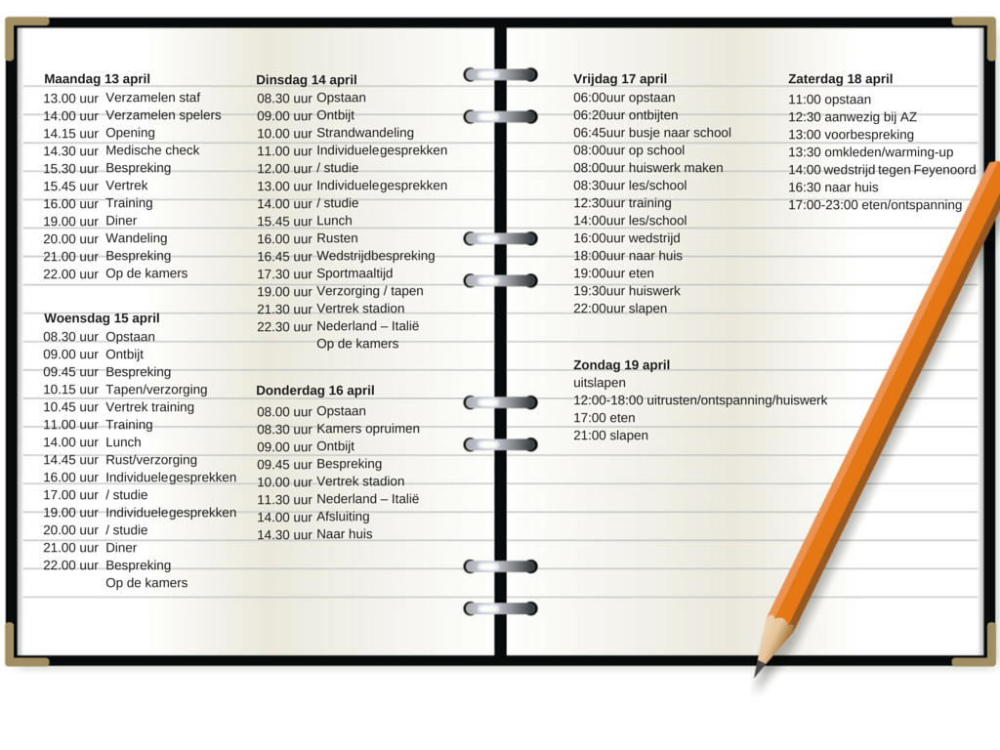 Maandag 13 april
13.00 uur Verzamelen staf
14.00 uur Verzamelen spelers
14.15 uur Opening
14.30 uur Medische check
15.30 uur Bespreking
15.45 uur Vertrek
16.00 uur Training
19.00 uur Diner
20.00 uur Wandeling
21.00 uur Bespreking
22.00 uur Op de kamers
Woensdag 15 april
08.30 uur Opstaan
09.00 uur Ontbijt
09.45 uur Bespreking
10.15 uur Tapen/verzorging
10.45 uur Vertrek training
11.00 uur Training
14.00 uur Lunch
14.45 uur Rust/verzorging
16.00 uur Individuelegesprekken
17.00 uur / studie
19.00 uur Individuelegesprekken
20.00 uur / studie
21.00 uur Diner
22.00 uur Bespreking
Op de kamers
Dinsdag 14 april
08.30 uur Opstaan
09.00 uur Ontbijt
10.00 uur Strandwandeling
11.00 uur Individuelegesprekken
12.00 uur / studie
13.00 uur Individuelegesprekken
14.00 uur / studie
15.45 uur Lunch
16.00 uur Rusten
16.45 uur Wedstrijdbespreking
17.30 uur Sportmaaltijd
19.00 uur Verzorging / tapen
21.30 uur Vertrek stadion
22.30 uur Nederland – Italië
Op de kamers
Donderdag 16 april
08.00 uur Opstaan
08.30 uur Kamers opruimen
09.00 uur Ontbijt
09.45 uur Bespreking
10.00 uur Vertrek stadion
11.30 uur Nederland – Italië
14.00 uur Afsluiting
14.30 uur Naar huis
Vrijdag 17 april
06:00uur opstaan
06:20uur ontbijten
06:45uur busje naar school
08:00uur op school
08:00uur huiswerk maken
08:30uur les/school
12:30uur training
14:00uur les/school
16:00uur wedstrijd
18:00uur naar huis
19:00uur eten
19:30uur huiswerk
22:00uur slapen
Zondag 19 april
uitslapen
12:00-18:00 uitrusten/ontspanning/huiswerk
17:00 eten
21:00 slapen
Zaterdag 18 april
11:00 opstaan
12:30 aanwezig bij AZ
13:00 voorbespreking
13:30 omkleden/warming-up
14:00 wedstrijd tegen Feyenoord
16:30 naar huis
17:00-23:00 eten/ontspanning